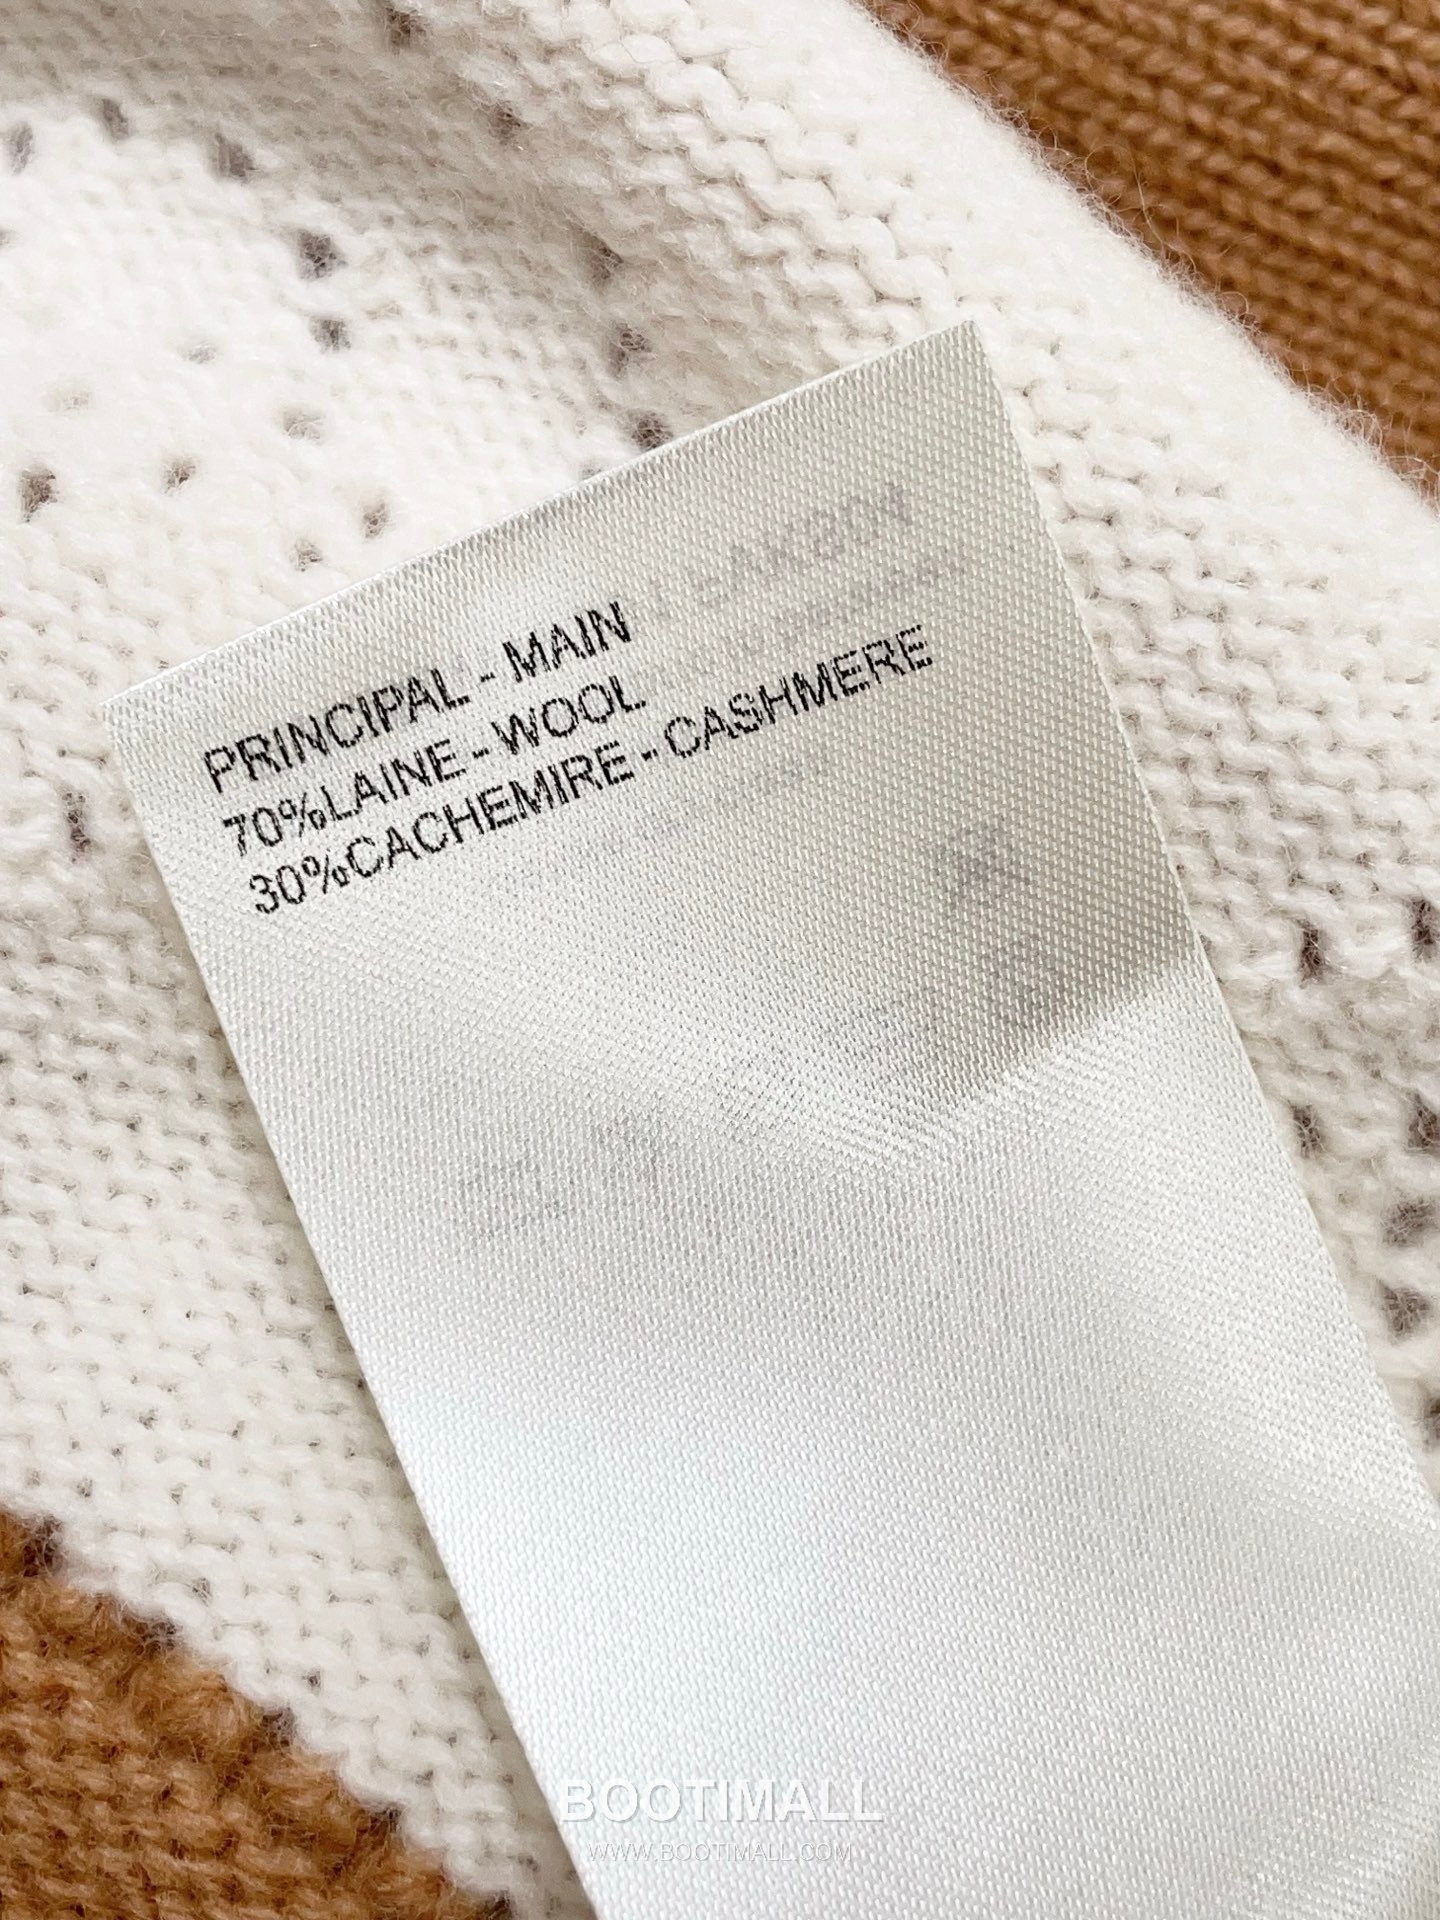 PRINCIPAL - MAIN
70%LAINE - WOOL
30%CACHEMIRE - CASHMERE
BOOTIMALL
WWW.BOOTIMALL.COM